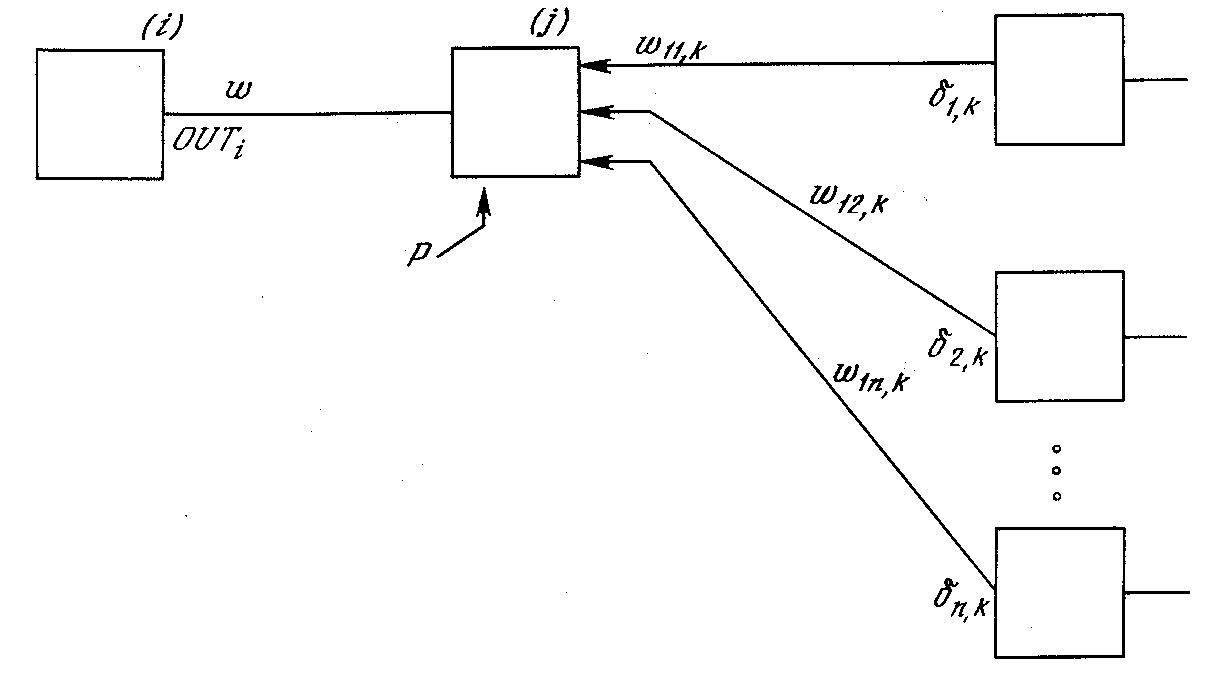 (i)
(j)
w₁₁,ₖ
w
δ₁,ₖ
OUTᵢ
w₁₂,ₖ
p
δ₂,ₖ
w₁ₙ,ₖ
δₙ,ₖ